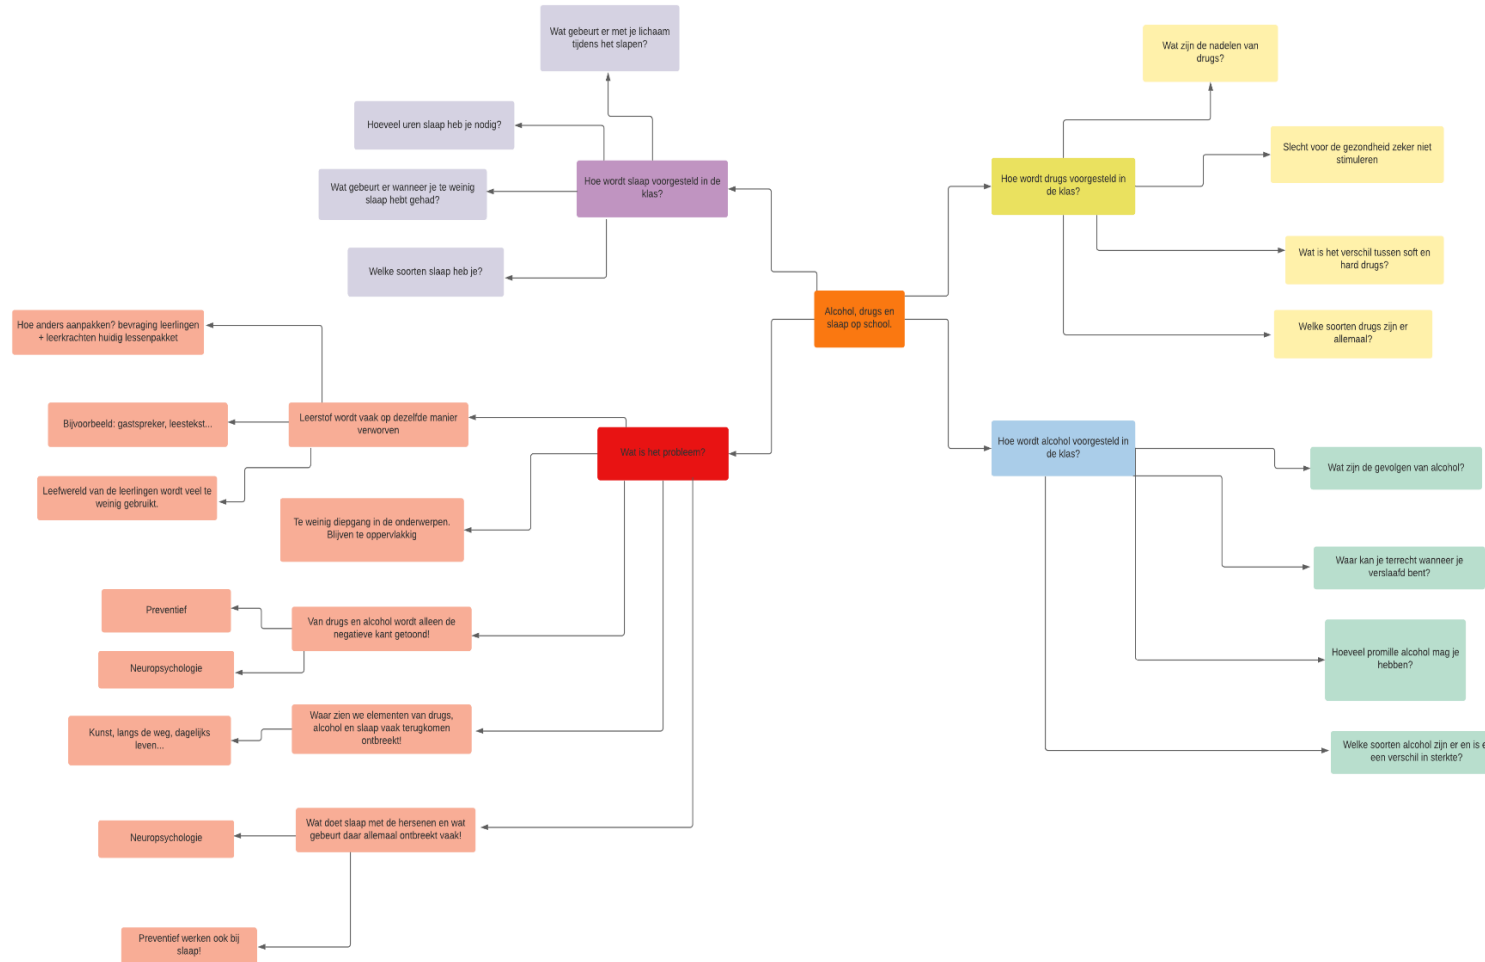 Wat gebeurt er met je lichaam
tijdens het slapen?
Hoeveel uren slaap heb je nodig?
Wat gebeurt er wanneer je te weinig
slaap hebt gehad?
Welke soorten slaap heb je?
Hoe wordt slaap voorgesteld in de
klas?
Wat zijn de nadelen van
drugs?
Slecht voor de gezondheid zeker niet
stimuleren
Hoe wordt drugs voorgesteld in
de klas?
Wat is het verschil tussen soft en
hard drugs?
Welke soorten drugs zijn er
allemaal?
Alcohol, drugs en
slaap op school.
Hoe anders aanpakken? bevraging leerlingen
+ leerkrachten huidig lessenpakket
Leerstof wordt vaak op dezelfde manier
verworven
Bijvoorbeeld: gastspreker, leestekst...
Leefwereld van de leerlingen wordt veel te
weinig gebruikt.
Wat is het probleem?
Te weinig diepgang in de onderwerpen.
Blijven te oppervlakkig
Preventief
Van drugs en alcohol wordt alleen de
negatieve kant getoond!
Neuropsychologie
Waar zien we elementen van drugs,
alcohol en slaap vaak terugkomen
ontbreekt!
Kunst, langs de weg, dagelijks
leven...
Wat doet slaap met de hersenen en wat
gebeurt daar allemaal ontbreekt vaak!
Neuropsychologie
Preventief werken ook bij
slaap!
Hoe wordt alcohol voorgesteld in
de klas?
Wat zijn de gevolgen van alcohol?
Waar kan je terrecht wanneer je
verslaafd bent?
Hoeveel promille alcohol mag je
hebben?
Welke soorten alcohol zijn er en is
een verschil in sterkte?